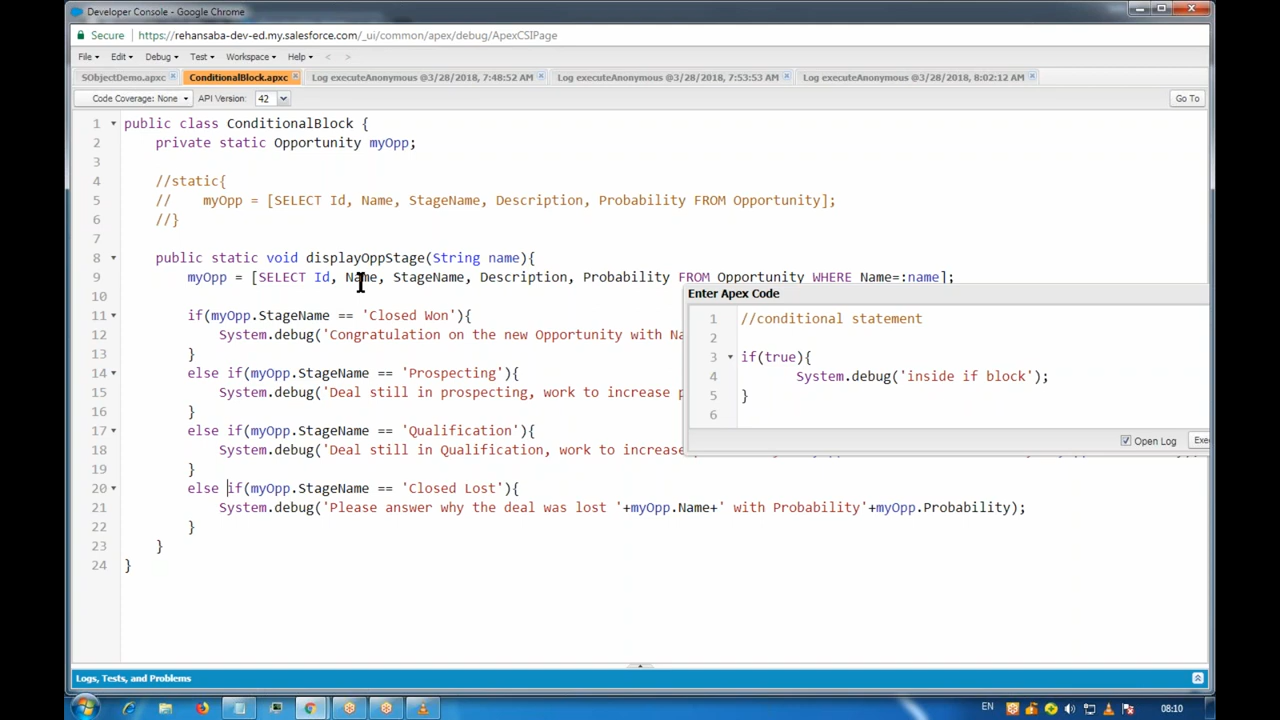 Developer Console - Google Chrome
Secure https://rehansaba-dev-ed.my.salesforce.com/_ui/common/apex/debug/ApexCSIPage
File Edit Debug Test Workspace Help < >
SObjectDemo.apxc ConditionalBlock.apxc Log executeAnonymous @3/28/2018, 7:48:52 AM Log executeAnonymous @3/28/2018, 7:53:53 AM Log executeAnonymous @3/28/2018, 8:02:12 AM
Code Coverage: None API Version: 42 Go To
1 public class ConditionalBlock {
2 private static Opportunity myOpp;
3
4 //static{
5 // myOpp = [SELECT Id, Name, StageName, Description, Probability FROM Opportunity];
6 //}
7
8 public static void displayOppStage(String name){
9 myOpp = [SELECT Id, Name, StageName, Description, Probability FROM Opportunity WHERE Name=:name];
10
11 if(myOpp.StageName == 'Closed Won'){
12 System.debug('Congratulation on the new Opportunity with Na
13 }
14 else if(myOpp.StageName == 'Prospecting'){
15 System.debug('Deal still in prospecting, work to increase
16 }
17 else if(myOpp.StageName == 'Qualification'){
18 System.debug('Deal still in Qualification, work to increase
19 }
20 else if(myOpp.StageName == 'Closed Lost'){
21 System.debug('Please answer why the deal was lost '+myOpp.Name+' with Probability'+myOpp.Probability);
22 }
23 }
24 }
Enter Apex Code
1 //conditional statement
2
3 if(true){
4 System.debug('inside if block');
5 }
6
Open Log Exe
Logs, Tests, and Problems
EN 08:10